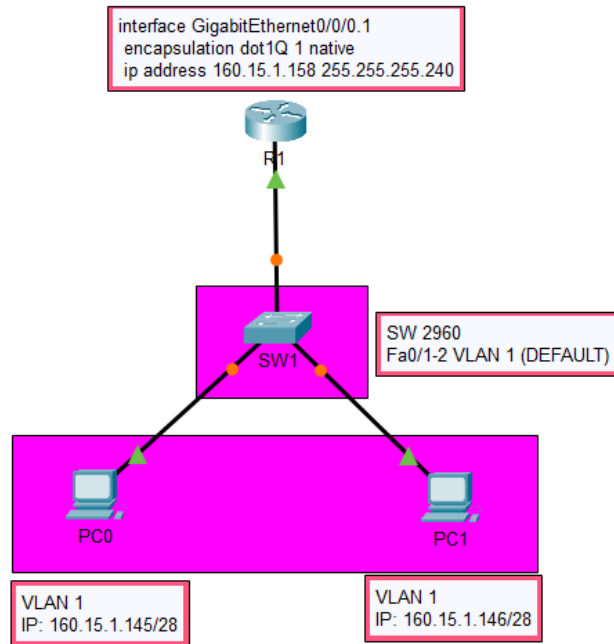 interface GigabitEthernet0/0/0.1
encapsulation dot1Q 1 native
ip address 160.15.1.158 255.255.255.240
R1
SW 2960
Fa0/1-2 VLAN 1 (DEFAULT)
SW1
PC0
PC1
VLAN 1
IP: 160.15.1.145/28
VLAN 1
IP: 160.15.1.146/28